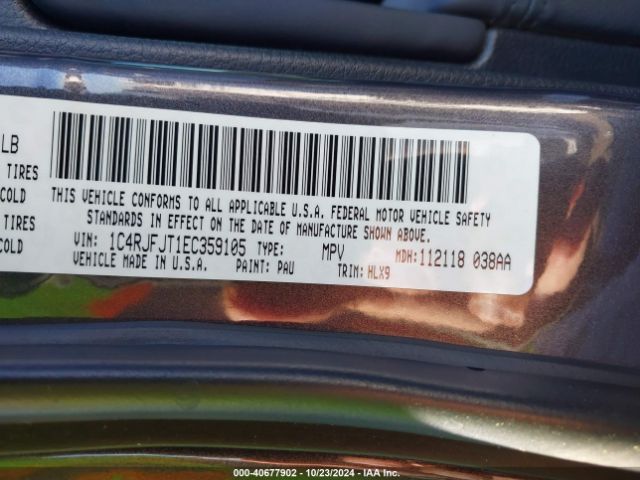 LB
TIRES
COLD
TIRES
COLD
THIS VEHICLE CONFORMS TO ALL APPLICABLE U.S.A. FEDERAL MOTOR VEHICLE SAFETY
STANDARDS IN EFFECT ON THE DATE OF MANUFACTURE SHOWN ABOVE.
VIN: 1C4RJFJT1EC359105 TYPE: MPV MDH:112118 038AA
VEHICLE MADE IN U.S.A. PAINT: PAU TRIM: HLX9
000-40677902 - 10/23/2024 - IAA Inc.